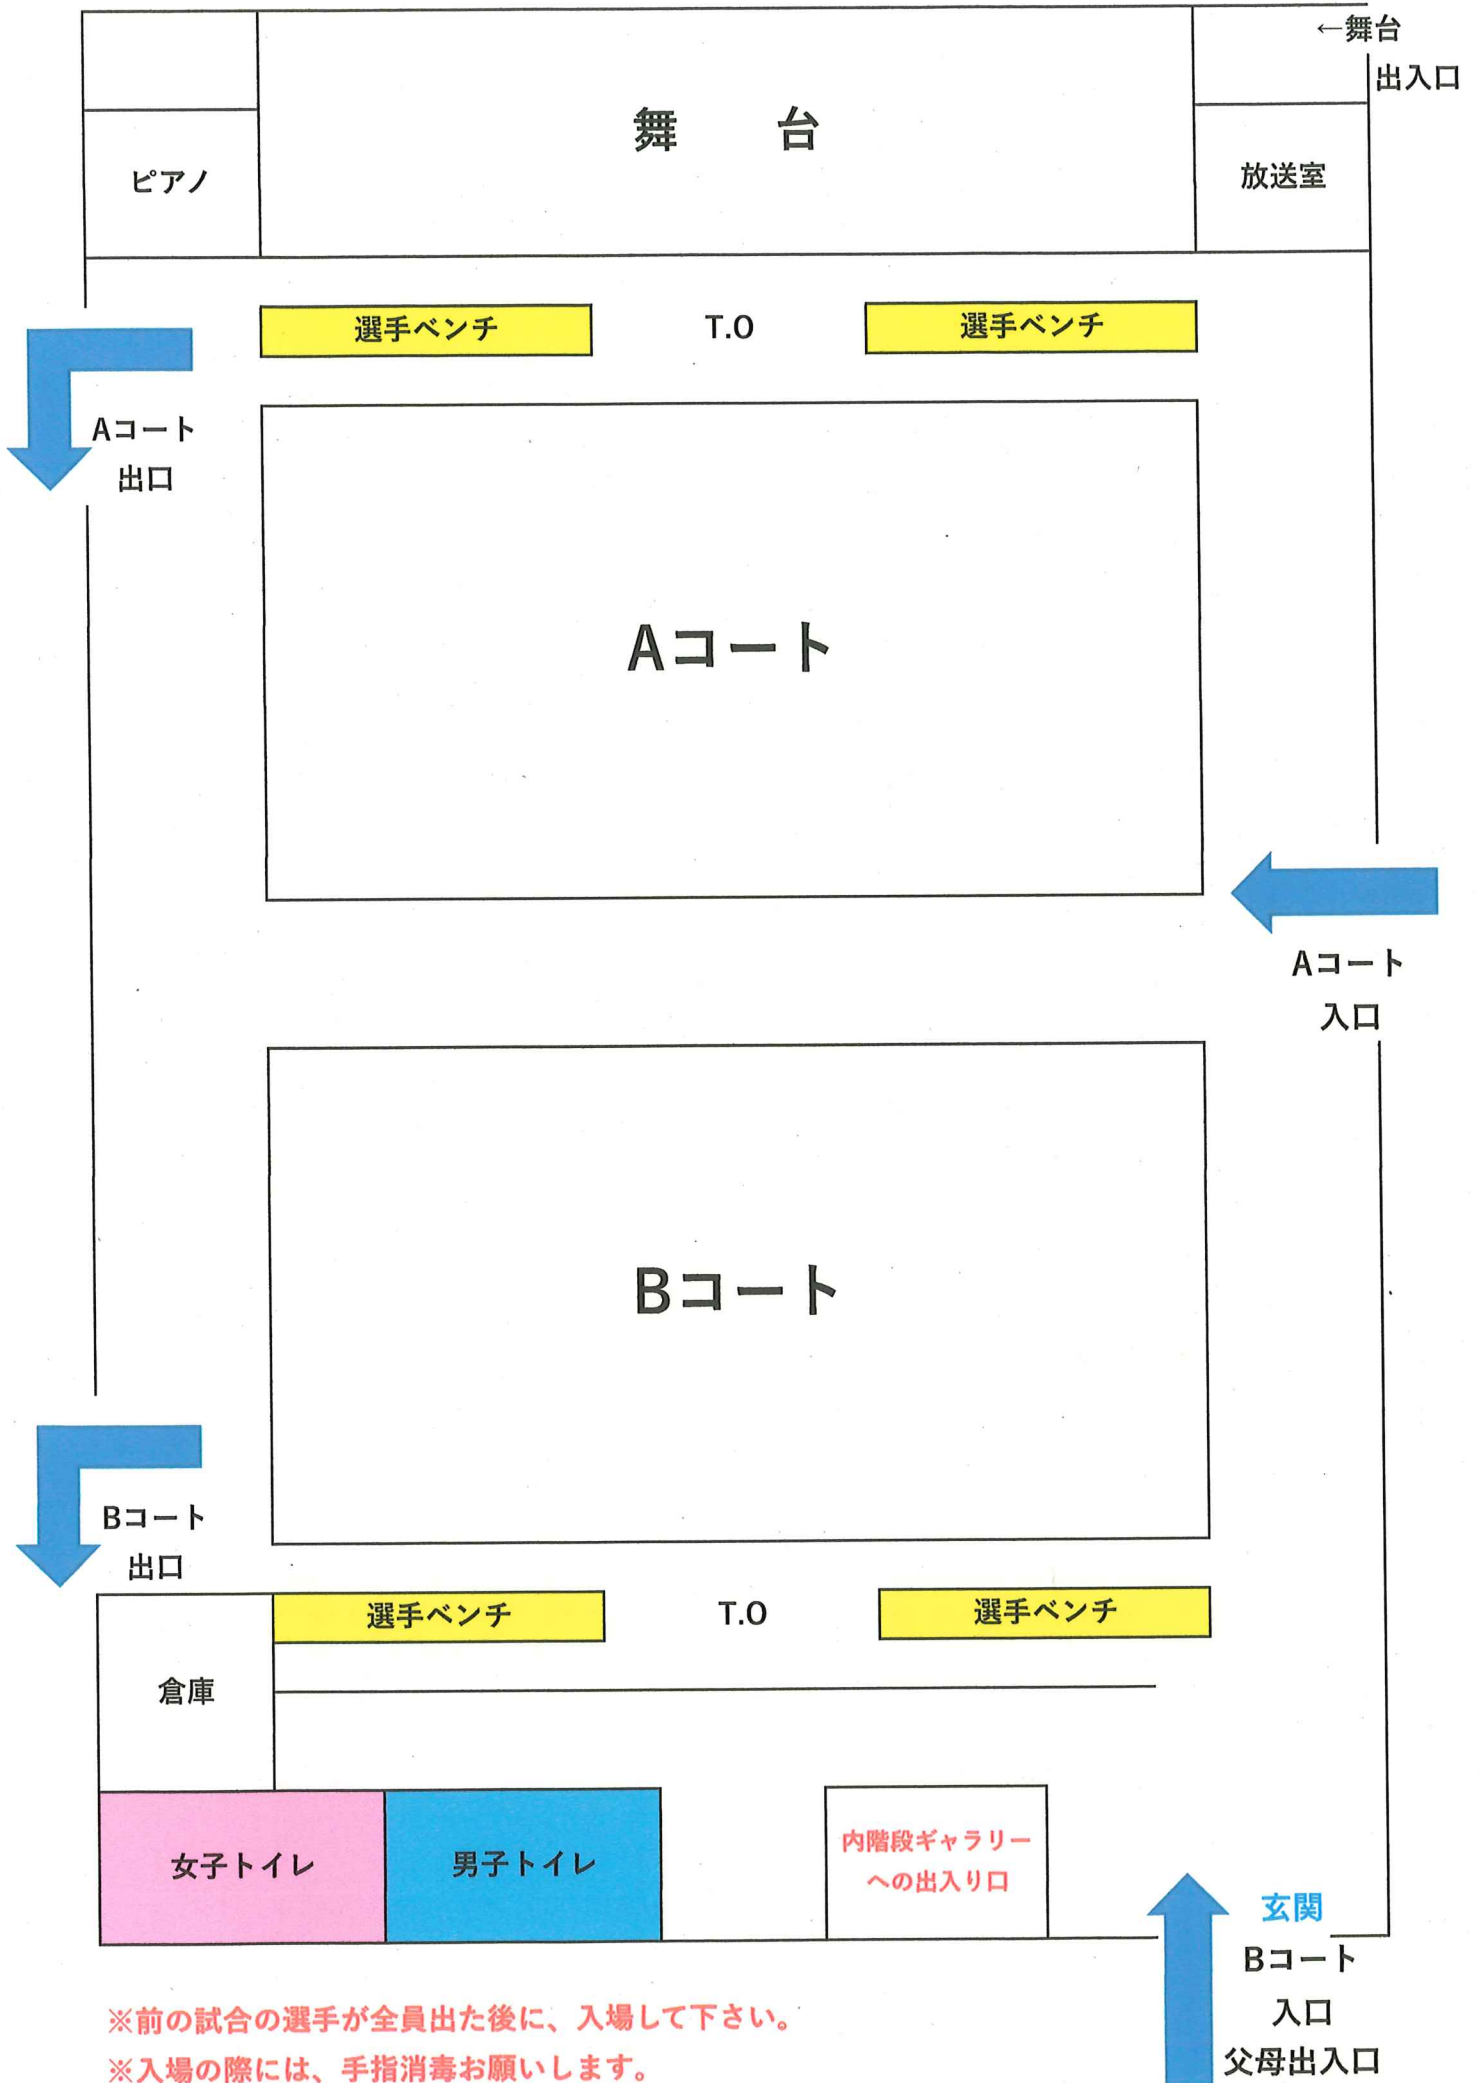 ←舞台
出入口
舞　台
ピアノ
放送室
選手ベンチ
T.O
選手ベンチ
Aコート
出口
Aコート
Aコート
入口
Bコート
Bコート
出口
選手ベンチ
T.O
選手ベンチ
倉庫
女子トイレ
男子トイレ
内階段ギャラリー
への出入り口
玄関
Bコート
入口
父母出入口
※前の試合の選手が全員出た後に、入場して下さい。
※入場の際には、手指消毒お願いします。